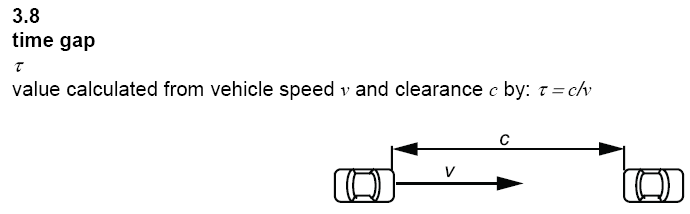 3.8
time gap
τ
value calculated from vehicle speed v and clearance c by: τ = c/v
c
v